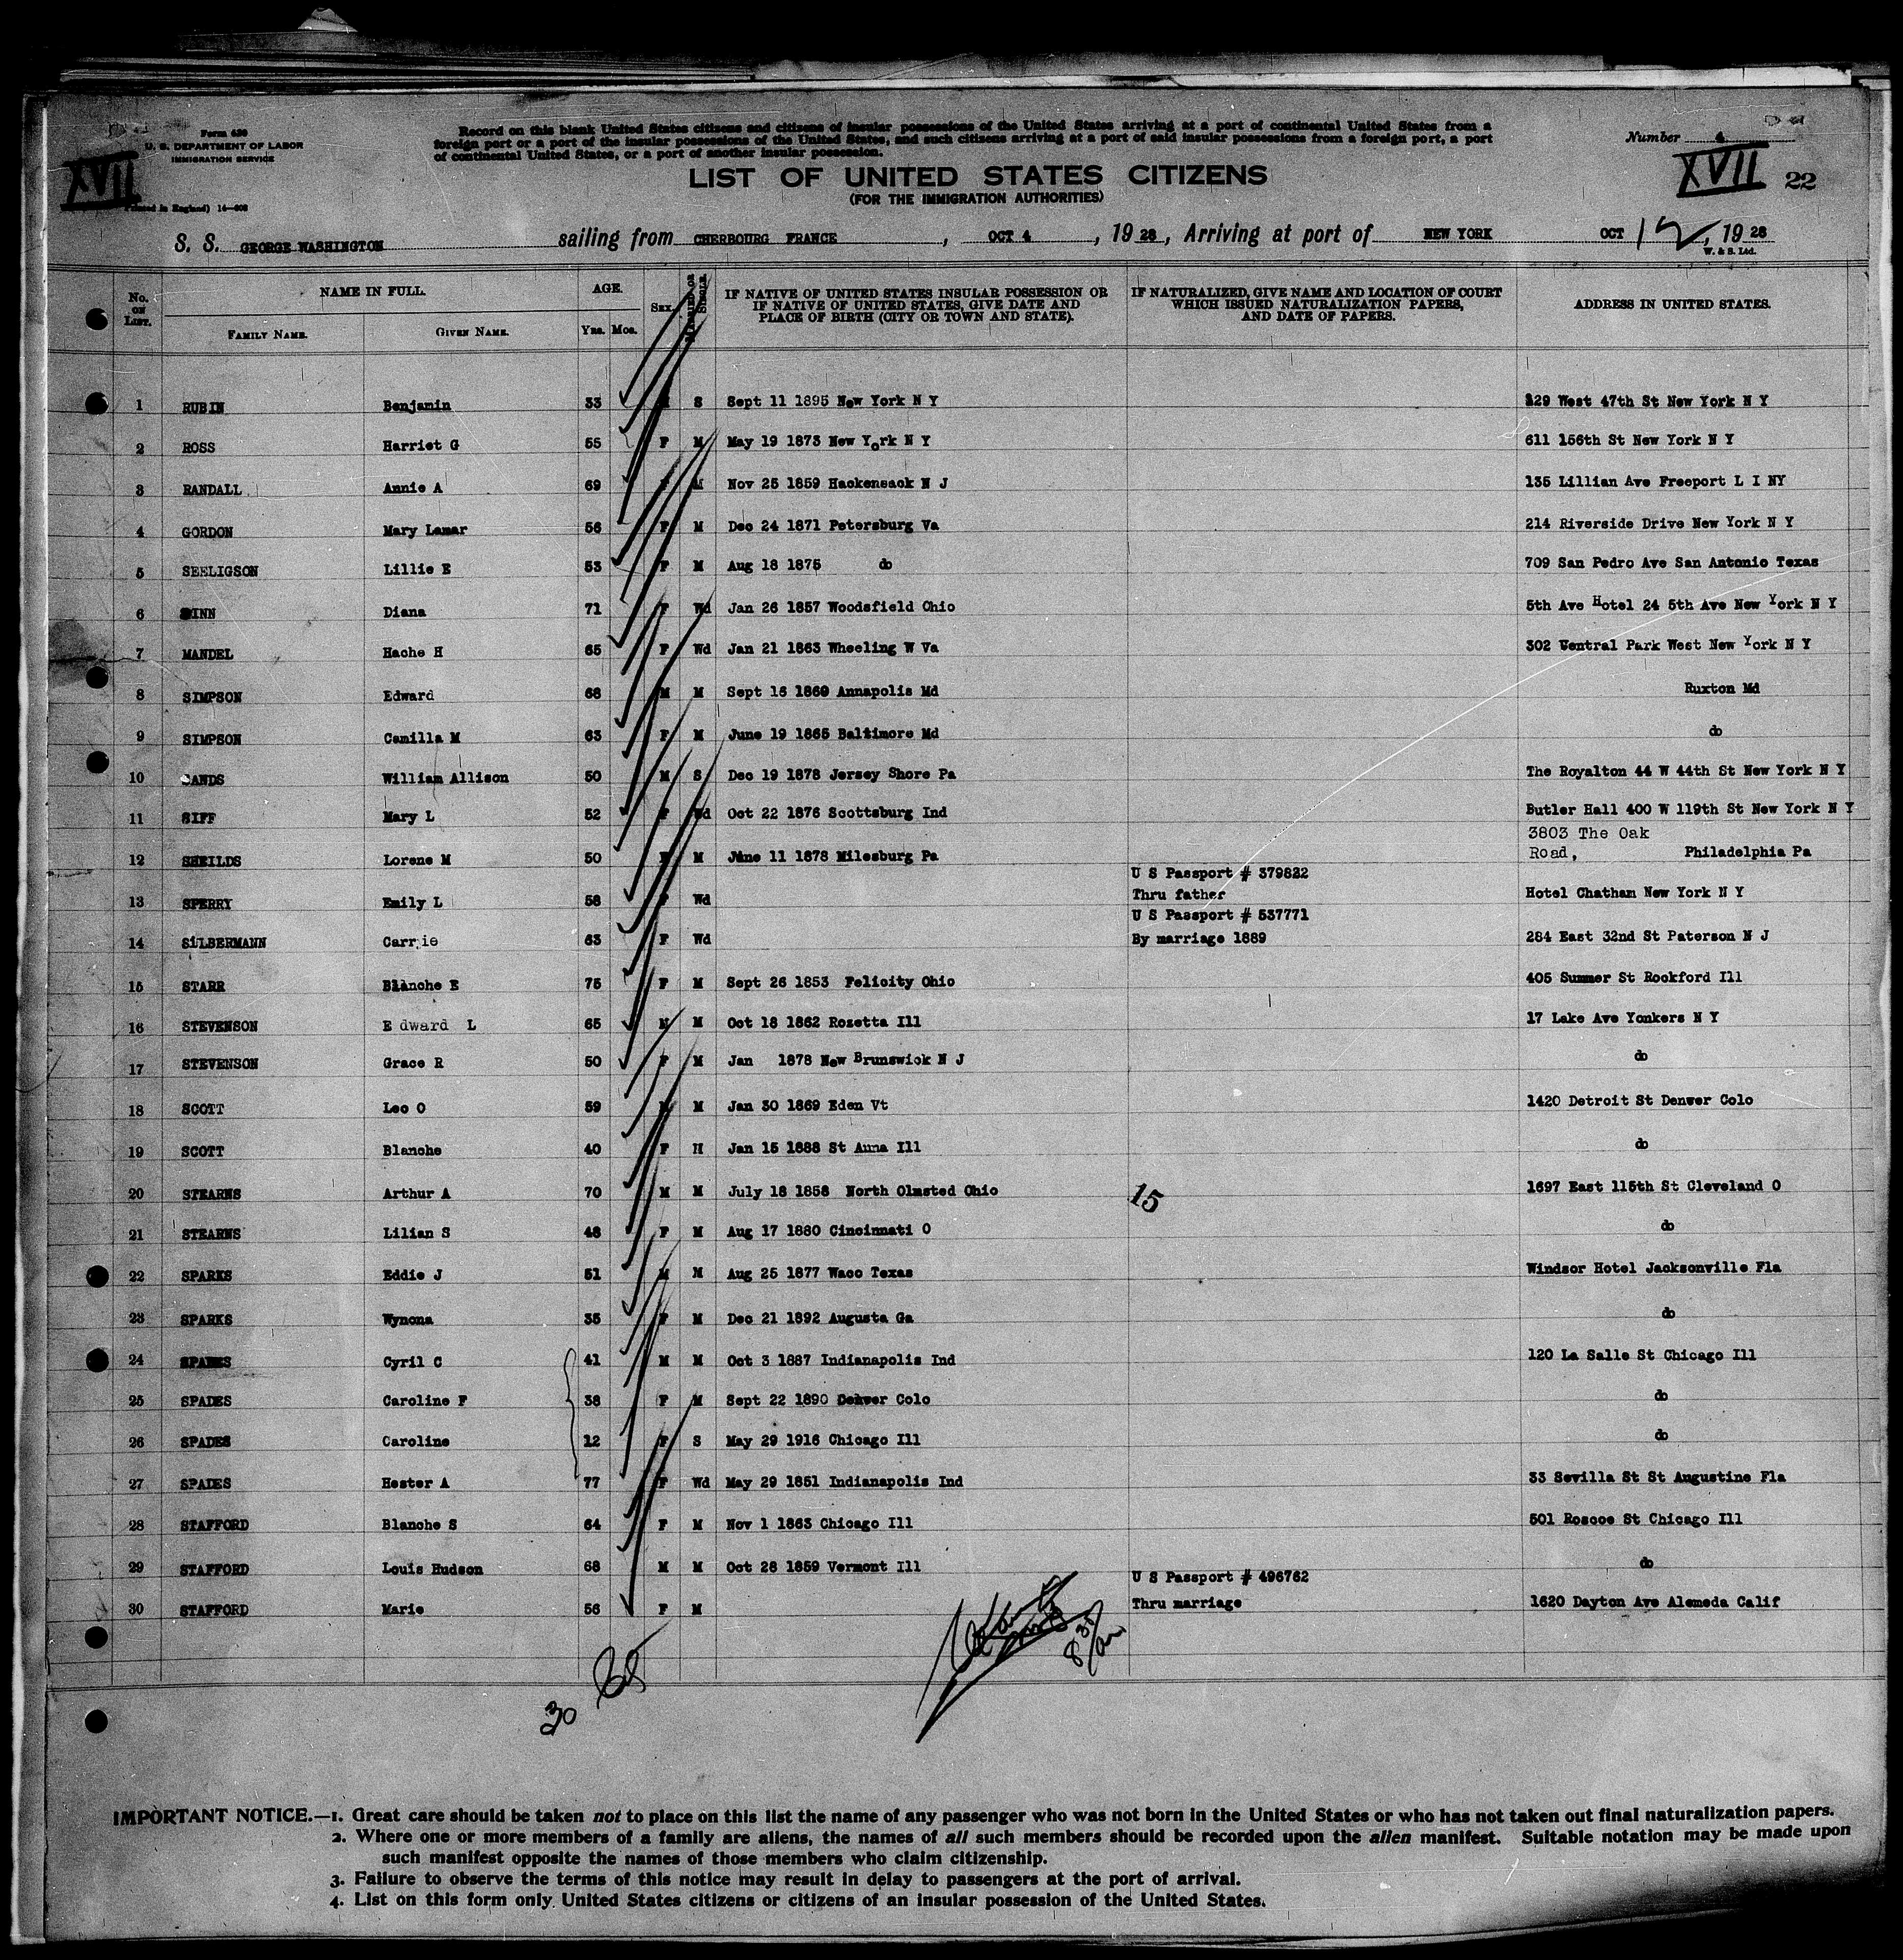 Form 630
U. S. DEPARTMENT OF LABOR
IMMIGRATION SERVICE
XVII
Printed in England) 14—608
Record on this blank United States citizens and citizens of insular possessions of the United States arriving at a port of continental United States from a
foreign port or a port of the insular possessions of the United States, and such citizens arriving at a port of said insular possessions from a foreign port, a port
of continental United States, or a port of another insular possession.
Number 4
XVII 22
LIST OF UNITED STATES CITIZENS
(FOR THE IMMIGRATION AUTHORITIES)
S. S. GEORGE WASHINGTON sailing from CHERBOURG FRANCE, OCT 4, 1928, Arriving at port of NEW YORK OCT 12, 1928
W. & S. Ltd.
No. ON LIST. NAME IN FULL. FAMILY NAME. GIVEN NAME. AGE. Yrs. Mos. Sex. MARRIED OR SINGLE. IF NATIVE OF UNITED STATES INSULAR POSSESSION OR IF NATIVE OF UNITED STATES, GIVE DATE AND PLACE OF BIRTH (CITY OR TOWN AND STATE). IF NATURALIZED, GIVE NAME AND LOCATION OF COURT WHICH ISSUED NATURALIZATION PAPERS, AND DATE OF PAPERS. ADDRESS IN UNITED STATES.
1 RUBIN Benjamin 33 M S Sept 11 1895 New York N Y 129 West 47th St New York N Y
2 ROSS Harriet G 55 F M May 19 1873 New York N Y 611 156th St New York N Y
3 RANDALL Annie A 69 F M Nov 25 1859 Hackensack N J 135 Lillian Ave Freeport L I NY
4 GORDON Mary Lamar 56 F M Dec 24 1871 Petersburg Va 214 Riverside Drive New York N Y
5 SEELIGSON Lillie E 53 F M Aug 18 1875 do 709 San Pedro Ave San Antonio Texas
6 SINN Diana 71 F Wd Jan 26 1857 Woodsfield Ohio 5th Ave Hotel 24 5th Ave New York N Y
7 MANDEL Hache H 65 F Wd Jan 21 1863 Wheeling W Va 302 Central Park West New York N Y
8 SIMPSON Edward 68 M M Sept 16 1860 Annapolis Md Ruxton Md
9 SIMPSON Camilla M 63 F M June 19 1865 Baltimore Md do
10 SANDS William Allison 50 M S Dec 19 1878 Jersey Shore Pa The Royalton 44 W 44th St New York N Y
11 SIFF Mary L 52 F Wd Oct 22 1876 Scottsburg Ind Butler Hall 400 W 119th St New York N Y
3803 The Oak
12 SHEILDS Lorene M 50 F M June 11 1878 Milesburg Pa Road, Philadelphia Pa
U S Passport # 379822
13 SPERRY Emily L 58 F Wd Thru father Hotel Chatham New York N Y
U S Passport # 537771
14 SILBERMANN Carrie 63 F Wd By marriage 1889 284 East 32nd St Paterson N J
15 STARR Blanche E 75 F M Sept 26 1853 Felicity Ohio 405 Summer St Rockford Ill
16 STEVENSON Edward L 65 M M Oct 18 1862 Rozetta Ill 17 Lake Ave Yonkers N Y
17 STEVENSON Grace R 50 F M Jan 1878 New Brunswick N J do
18 SCOTT Leo O 59 M M Jan 30 1869 Eden Vt 1420 Detroit St Denver Colo
19 SCOTT Blanche 40 F M Jan 15 1888 St Anna Ill do
20 STEARNS Arthur A 70 M M July 18 1858 North Olmsted Ohio 15 1697 East 115th St Cleveland O
21 STEARNS Lilian S 48 F M Aug 17 1880 Cincinnati O do
22 SPARKS Eddie J 51 M M Aug 25 1877 Waco Texas Windsor Hotel Jacksonville Fla
23 SPARKS Wynona 35 F M Dec 21 1892 Augusta Ga do
24 SPADES Cyril C 41 M M Oct 3 1887 Indianapolis Ind 120 La Salle St Chicago Ill
25 SPADES Caroline F 38 F M Sept 22 1890 Denver Colo do
26 SPADES Caroline 12 F S May 29 1916 Chicago Ill do
27 SPADES Hester A 77 F Wd May 29 1851 Indianapolis Ind 33 Sevilla St St Augustine Fla
28 STAFFORD Blanche S 64 F M Nov 1 1863 Chicago Ill 501 Roscoe St Chicago Ill
29 STAFFORD Louis Hudson 68 M M Oct 28 1859 Vermont Ill do
U S Passport # 496762
30 STAFFORD Marie 56 F M Thru marriage 1620 Dayton Ave Alameda Calif
30
IMPORTANT NOTICE.—1. Great care should be taken not to place on this list the name of any passenger who was not born in the United States or who has not taken out final naturalization papers.
2. Where one or more members of a family are aliens, the names of all such members should be recorded upon the alien manifest. Suitable notation may be made upon
such manifest opposite the names of those members who claim citizenship.
3. Failure to observe the terms of this notice may result in delay to passengers at the port of arrival.
4. List on this form only United States citizens or citizens of an insular possession of the United States.